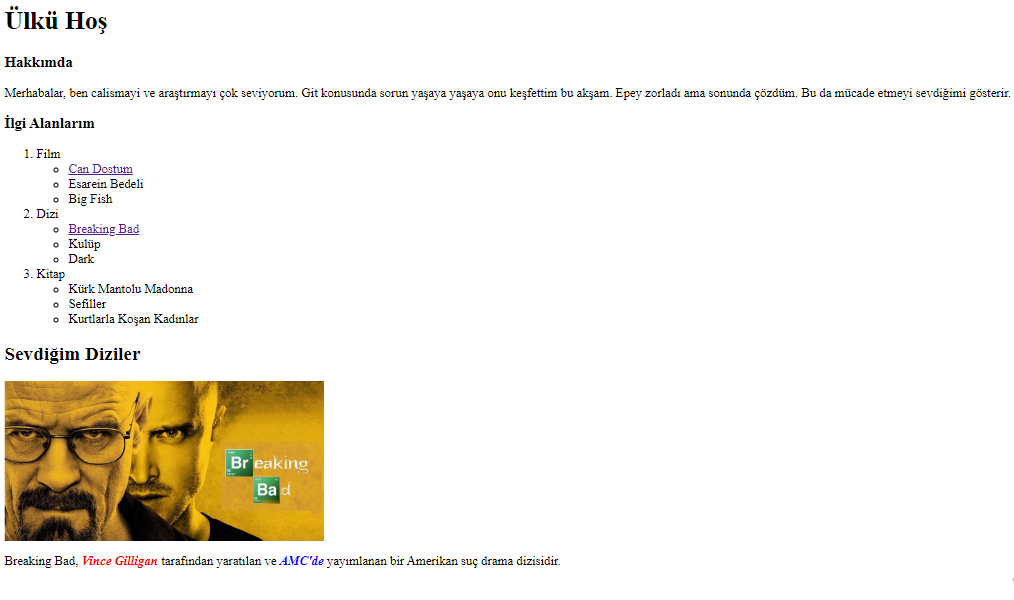 Ülkü Hoş
Hakkımda
Merhabalar, ben calismayi ve araştırmayı çok seviyorum. Git konusunda sorun yaşaya yaşaya onu keşfettim bu akşam. Epey zorladı ama sonunda çözdüm. Bu da mücade etmeyi sevdiğimi gösterir.
İlgi Alanlarım
1. Film
Can Dostum
Esarein Bedeli
Big Fish
2. Dizi
Breaking Bad
Kulüp
Dark
3. Kitap
Kürk Mantolu Madonna
Sefiller
Kurtlarla Koşan Kadınlar
Sevdiğim Diziler
Breaking
Bad
Breaking Bad, Vince Gilligan tarafından yaratılan ve AMC'de yayımlanan bir Amerikan suç drama dizisidir.